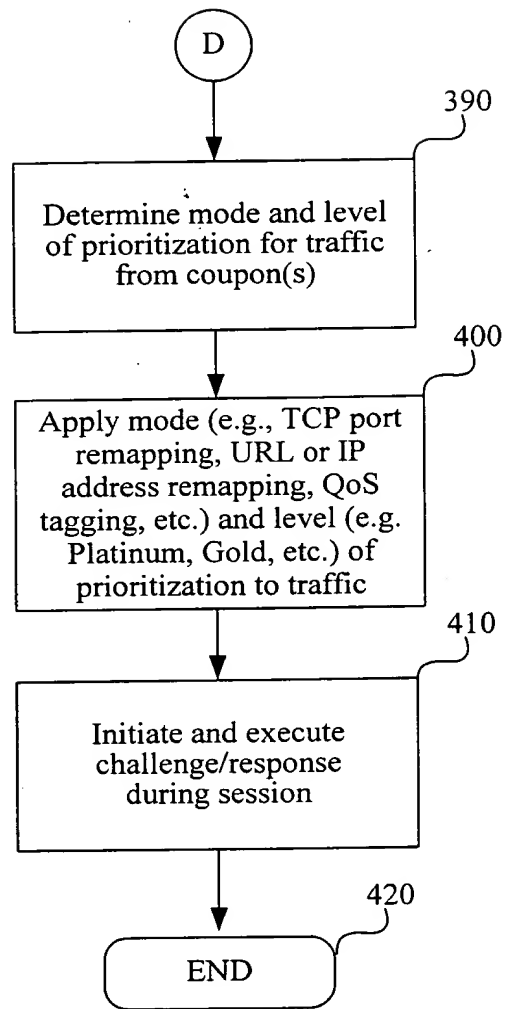 D
390
Determine mode and level
of prioritization for traffic
from coupon(s)
400
Apply mode (e.g., TCP port
remapping, URL or IP
address remapping, QoS
tagging, etc.) and level (e.g.
Platinum, Gold, etc.) of
prioritization to traffic
410
Initiate and execute
challenge/response
during session
420
END